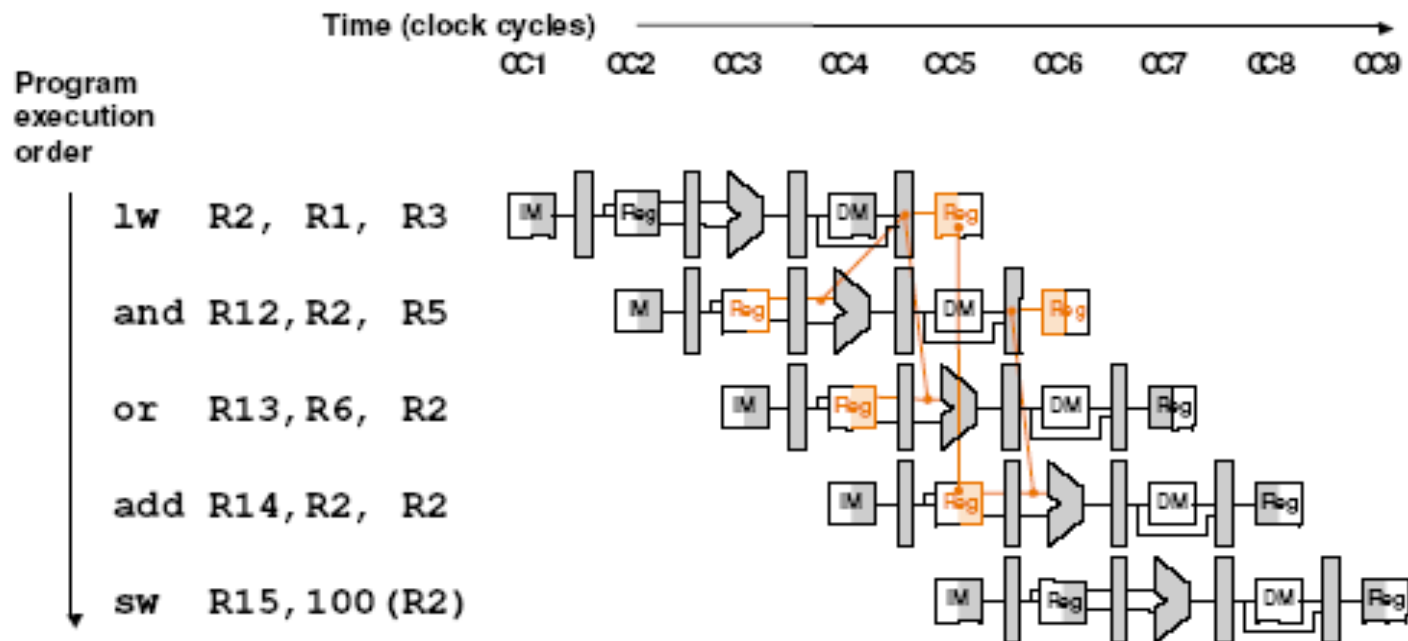 Time (clock cycles)
CC1 CC2 CC3 CC4 CC5 CC6 CC7 CC8 CC9
Program
execution
order
lw R2, R1, R3
IM Reg DM Reg
and R12, R2, R5
IM Reg DM Reg
or R13, R6, R2
IM Reg DM Reg
add R14, R2, R2
IM Reg DM Reg
sw R15, 100 (R2)
IM Reg DM Reg